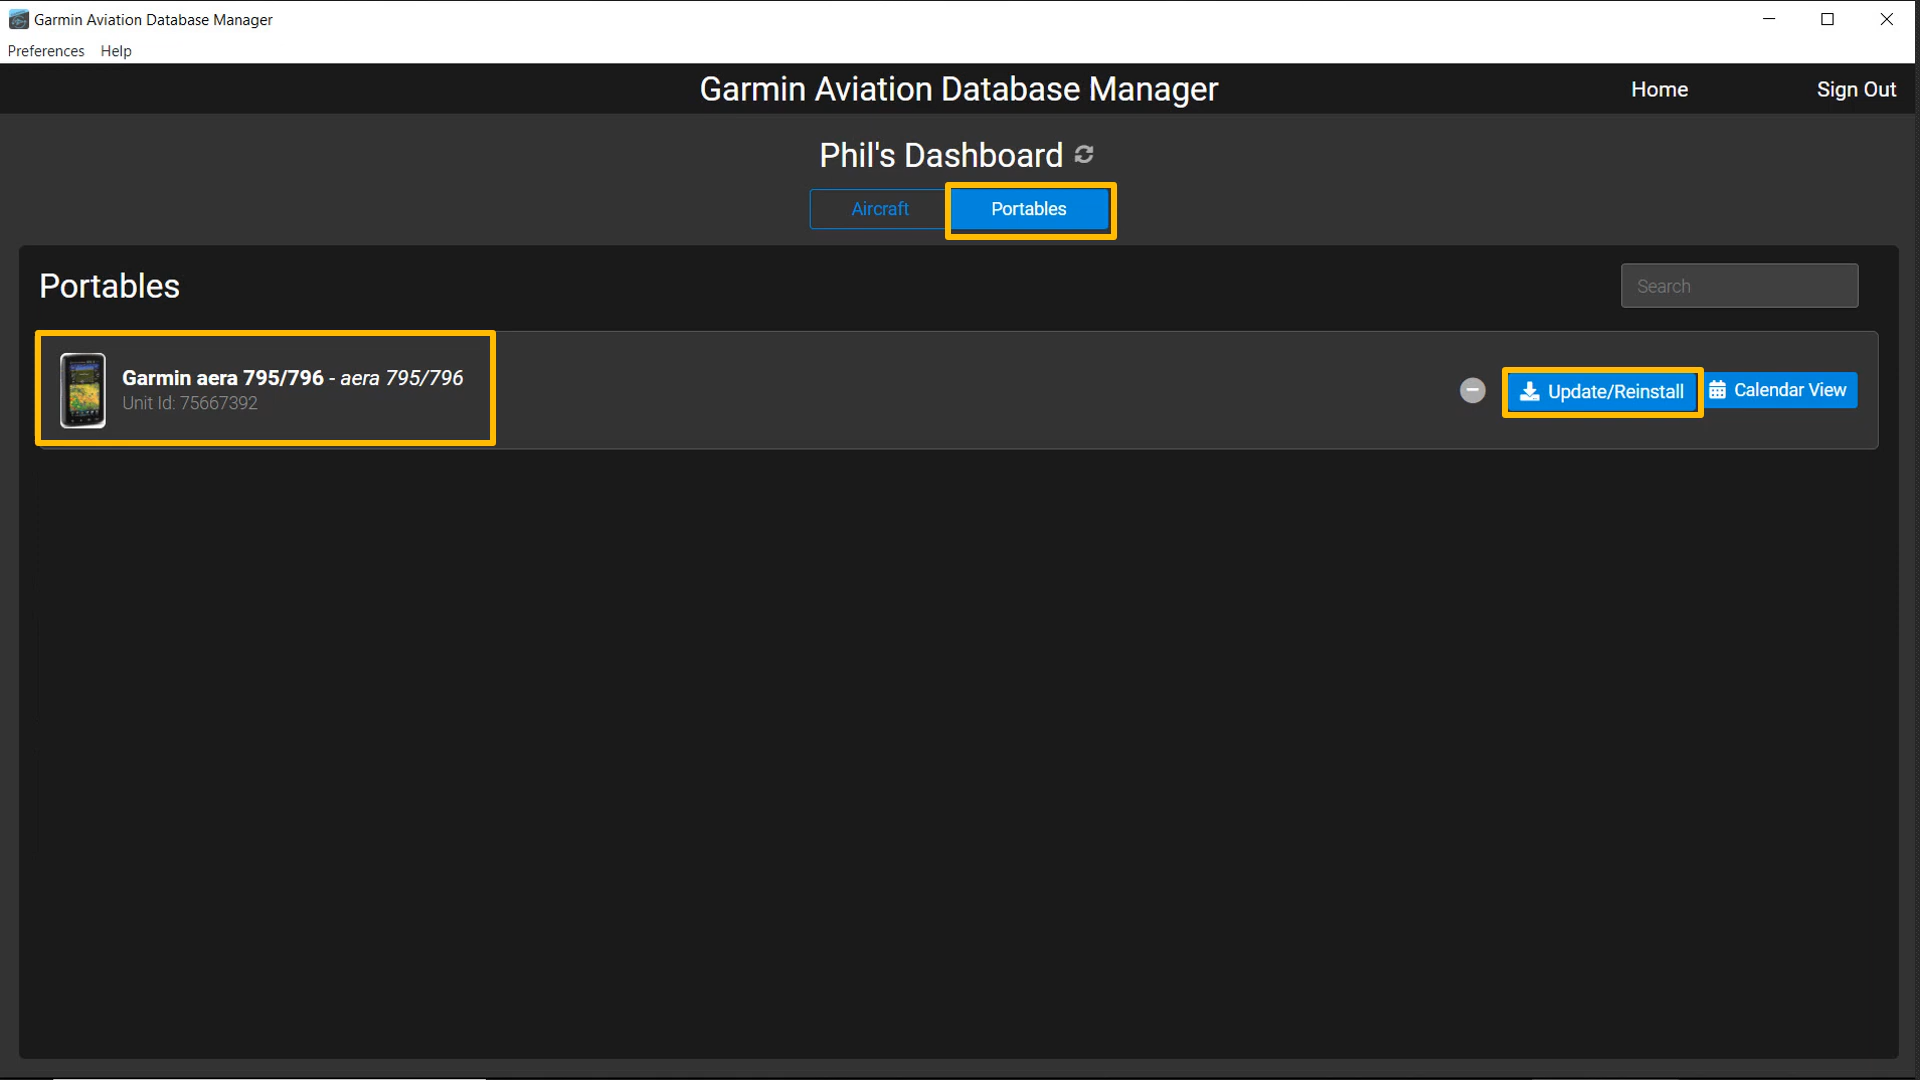 Garmin Aviation Database Manager
Preferences Help
Garmin Aviation Database Manager
Home
Sign Out
Phil's Dashboard
Aircraft
Portables
Portables
Search
Garmin aera 795/796 - aera 795/796
Unit Id: 75667392
Update/Reinstall
Calendar View